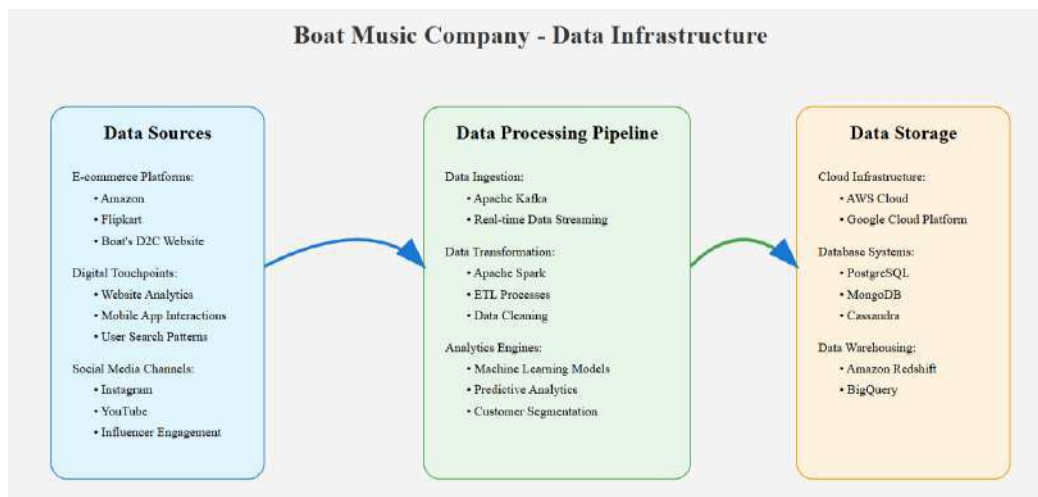 Boat Music Company - Data Infrastructure
Data Sources
E-commerce Platforms:
• Amazon
• Flipkart
• Boat's D2C Website
Digital Touchpoints:
• Website Analytics
• Mobile App Interactions
• User Search Patterns
Social Media Channels:
• Instagram
• YouTube
• Influencer Engagement
Data Processing Pipeline
Data Ingestion:
• Apache Kafka
• Real-time Data Streaming
Data Transformation:
• Apache Spark
• ETL Processes
• Data Cleaning
Analytics Engines:
• Machine Learning Models
• Predictive Analytics
• Customer Segmentation
Data Storage
Cloud Infrastructure:
• AWS Cloud
• Google Cloud Platform
Database Systems:
• PostgreSQL
• MongoDB
• Cassandra
Data Warehousing:
• Amazon Redshift
• BigQuery